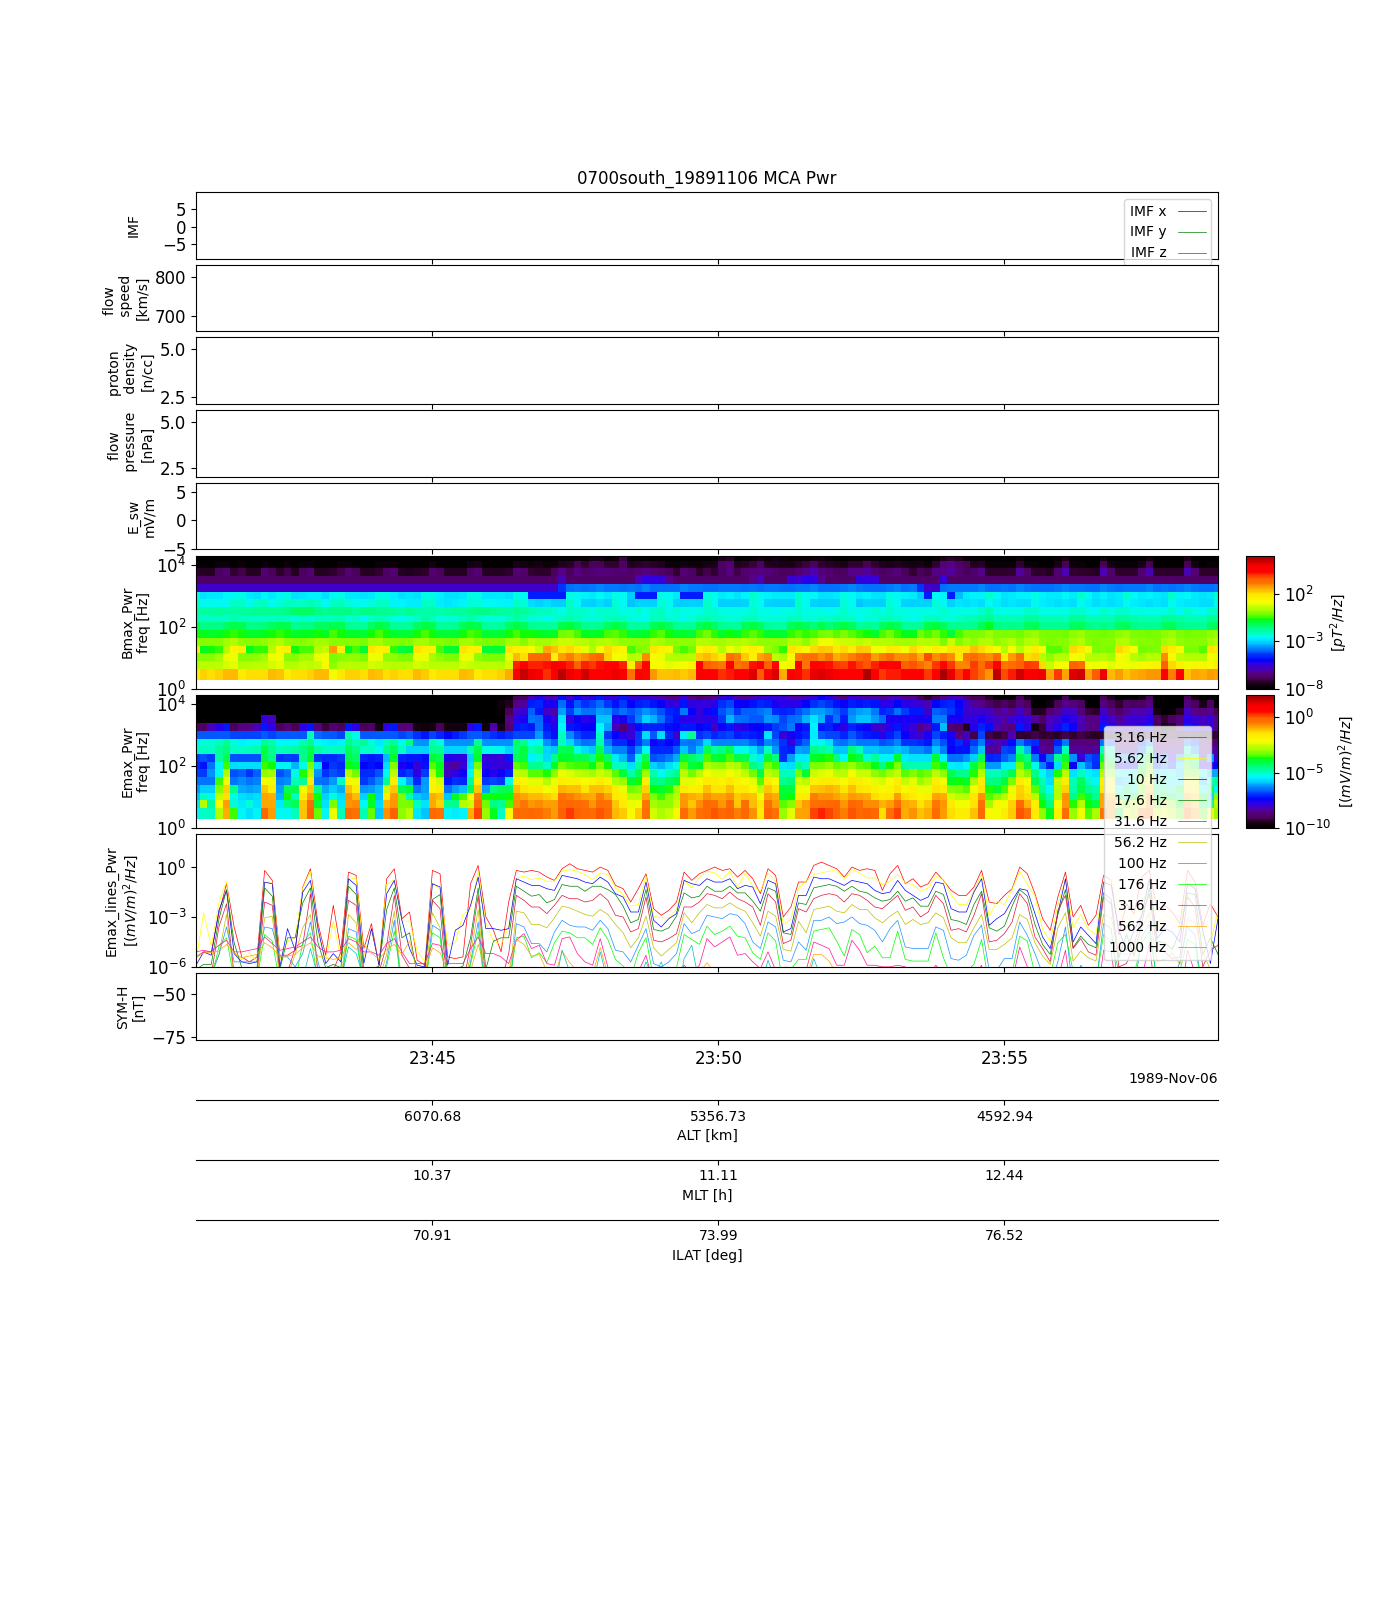 0700south_19891106 MCA Pwr
IMF
5
0
−5
IMF x
IMF y
IMF z
flow
speed
[km/s]
800
700
proton
density
[n/cc]
5.0
2.5
flow
pressure
[nPa]
5.0
2.5
E_sw
mV/m
5
0
−5
Bmax_Pwr
freq [Hz]
10^4
10^2
10^0
10^2
10^−3
10^−8
[pT^2/Hz]
Emax_Pwr
freq [Hz]
10^4
10^2
10^0
10^0
10^−5
10^−10
[(mV/m)^2/Hz]
3.16 Hz
5.62 Hz
10 Hz
17.6 Hz
31.6 Hz
56.2 Hz
100 Hz
176 Hz
316 Hz
562 Hz
1000 Hz
Emax_lines_Pwr
[(mV/m)^2/Hz]
10^0
10^−3
10^−6
SYM-H
[nT]
−50
−75
23:45 23:50 23:55
1989-Nov-06
6070.68 5356.73 4592.94
ALT [km]
10.37 11.11 12.44
MLT [h]
70.91 73.99 76.52
ILAT [deg]